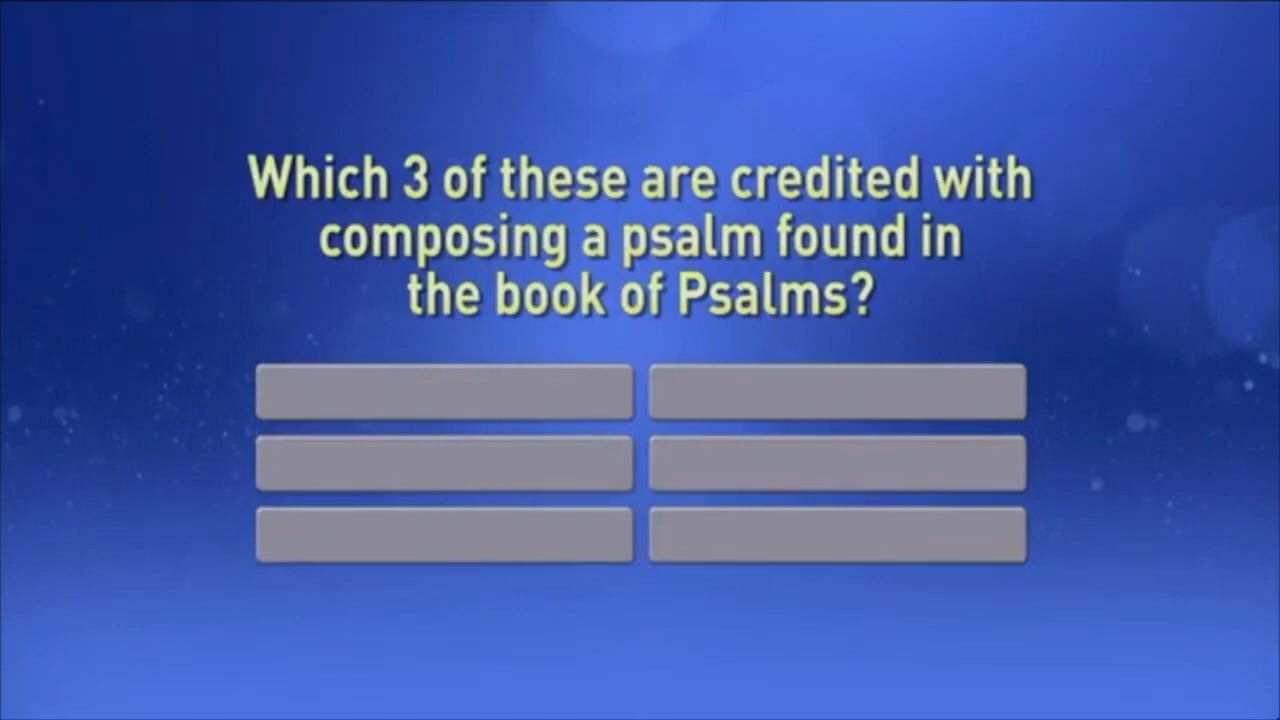 Which 3 of these are credited with
composing a psalm found in
the book of Psalms?